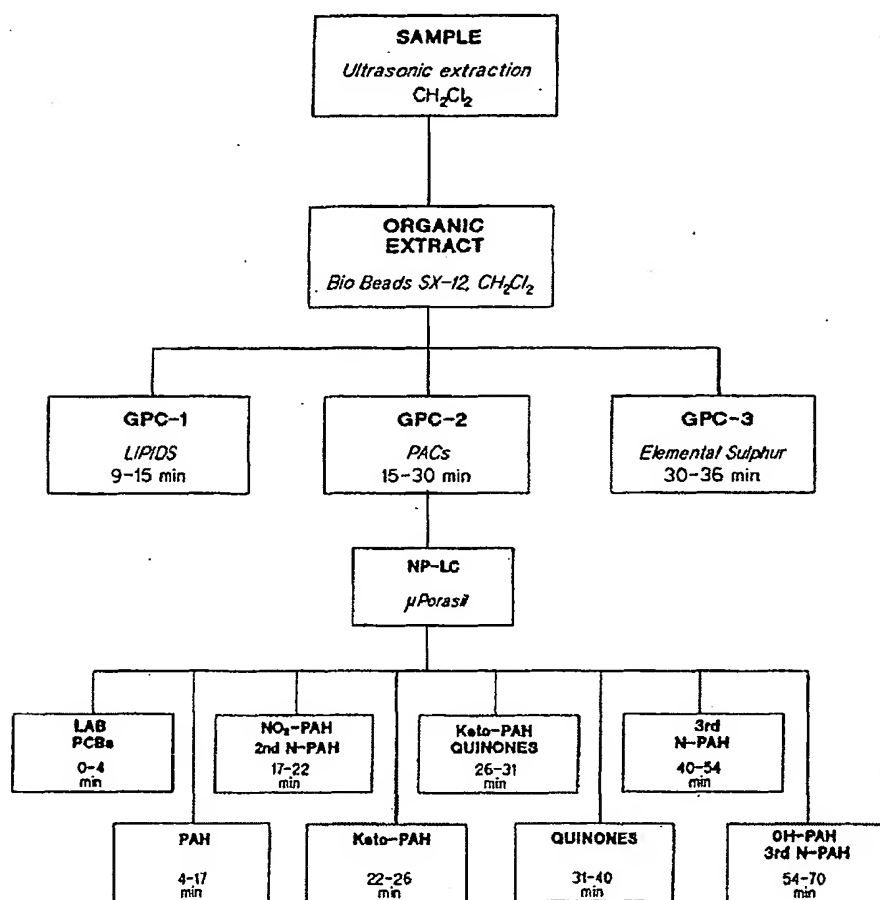 SAMPLE
Ultrasonic extraction
CH₂Cl₂
ORGANIC
EXTRACT
Bio Beads SX-12, CH₂Cl₂
GPC-1
LIPIDS
9-15 min
GPC-2
PACs
15-30 min
GPC-3
Elemental Sulphur
30-36 min
NP-LC
µPorasil
LAB
PCBs
0-4
min
NO₂-PAH
2nd N-PAH
17-22
min
Keto-PAH
QUINONES
26-31
min
3rd
N-PAH
40-54
min
PAH
4-17
min
Keto-PAH
22-26
min
QUINONES
31-40
min
OH-PAH
3rd N-PAH
54-70
min